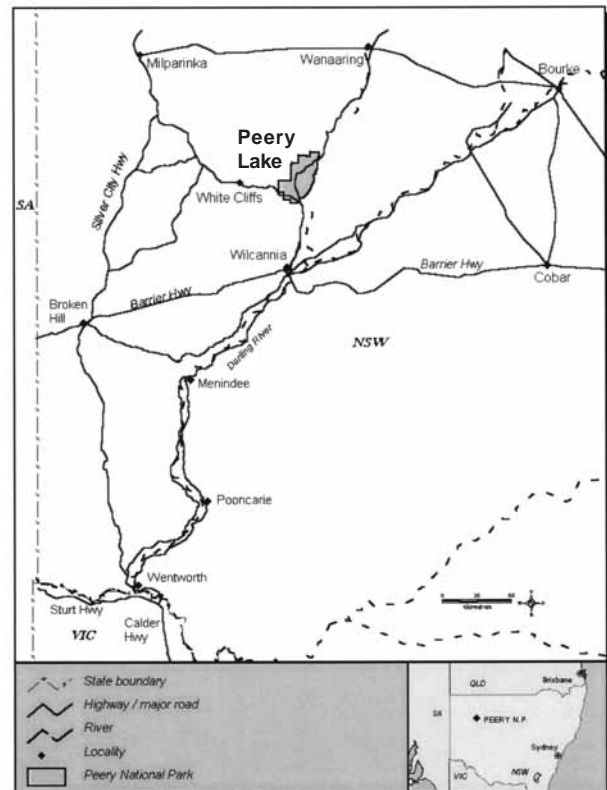 Milparinka
Wanaaring
Bourke
Peery
Lake
Silver City Hwy
SA
White Cliffs
Wilcannia
Barrier Hwy
Cobar
Barrier Hwy
Broken
Hill
NSW
Darling River
Menindee
Pooncarie
Wentworth
Sturt Hwy
Calder
Hwy
VIC
State boundary
Highway / major road
River
Locality
Peery National Park
Brisbane
QLD
SA
PEERY N.P.
Sydney
NSW
VIC